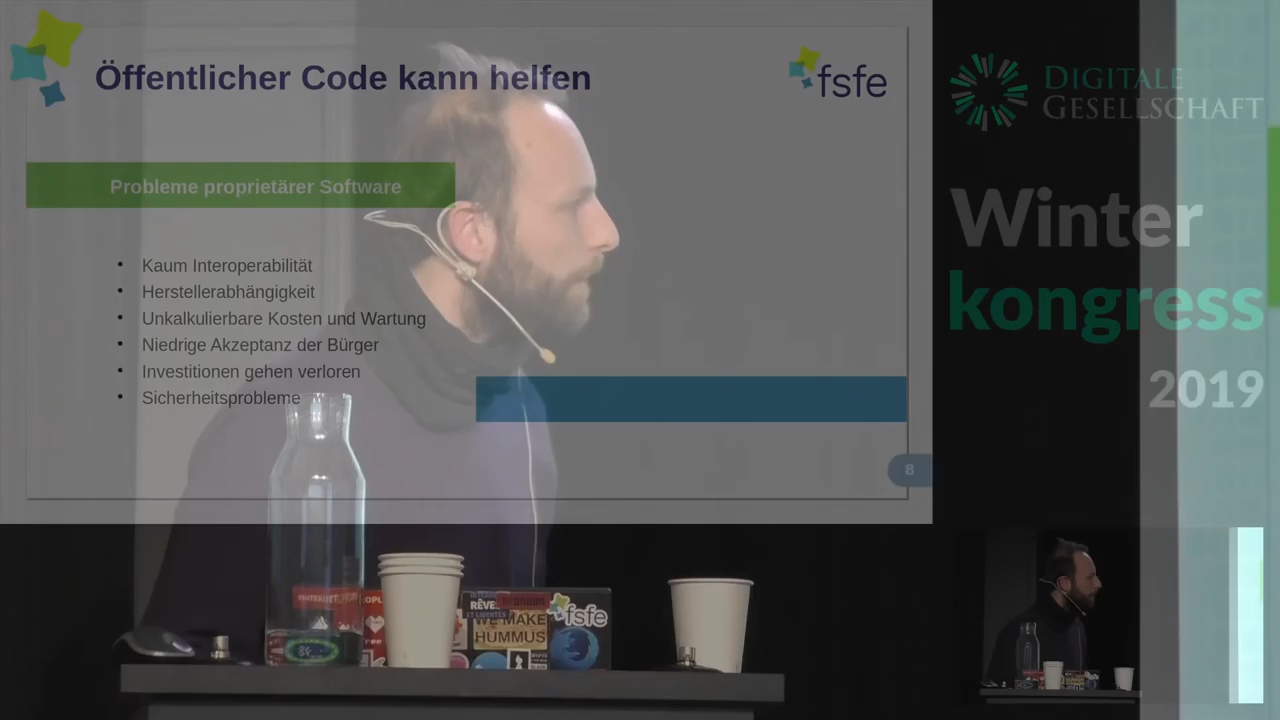 Öffentlicher Code kann helfen
fsfe
DIGITALE
GESELLSCHAFT
Winter
kongress
2019
Probleme proprietärer Software
Kaum Interoperabilität
Herstellerabhängigkeit
Unkalkulierbare Kosten und Wartung
Niedrige Akzeptanz der Bürger
Investitionen gehen verloren
Sicherheitsprobleme
8
fsfe
WE MAKE
HUMMUS